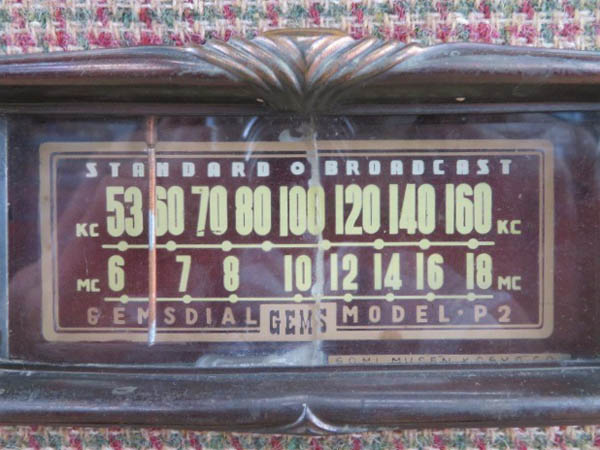 STANDARD BROADCAST
KC 53 60 70 80 100 120 140 160 KC
MC 6 7 8 10 12 14 16 18 MC
GEMSDIAL GEMS MODEL·P2
MUSEN